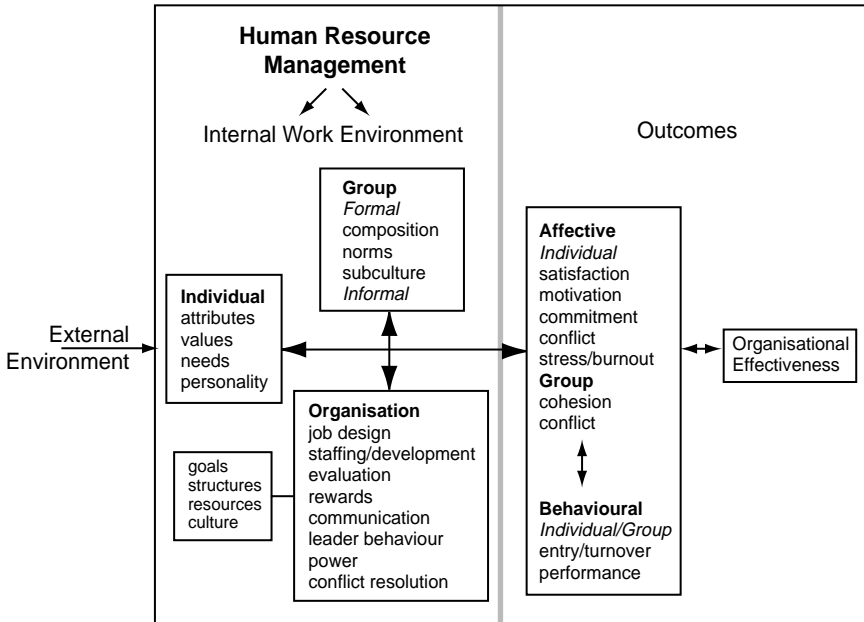 Human Resource
Management
Internal Work Environment
Outcomes
Group
Formal
composition
norms
subculture
Informal
Individual
attributes
values
needs
personality
External
Environment
Organisation
job design
staffing/development
evaluation
rewards
communication
leader behaviour
power
conflict resolution
goals
structures
resources
culture
Affective
Individual
satisfaction
motivation
commitment
conflict
stress/burnout
Group
cohesion
conflict
Behavioural
Individual/Group
entry/turnover
performance
Organisational
Effectiveness